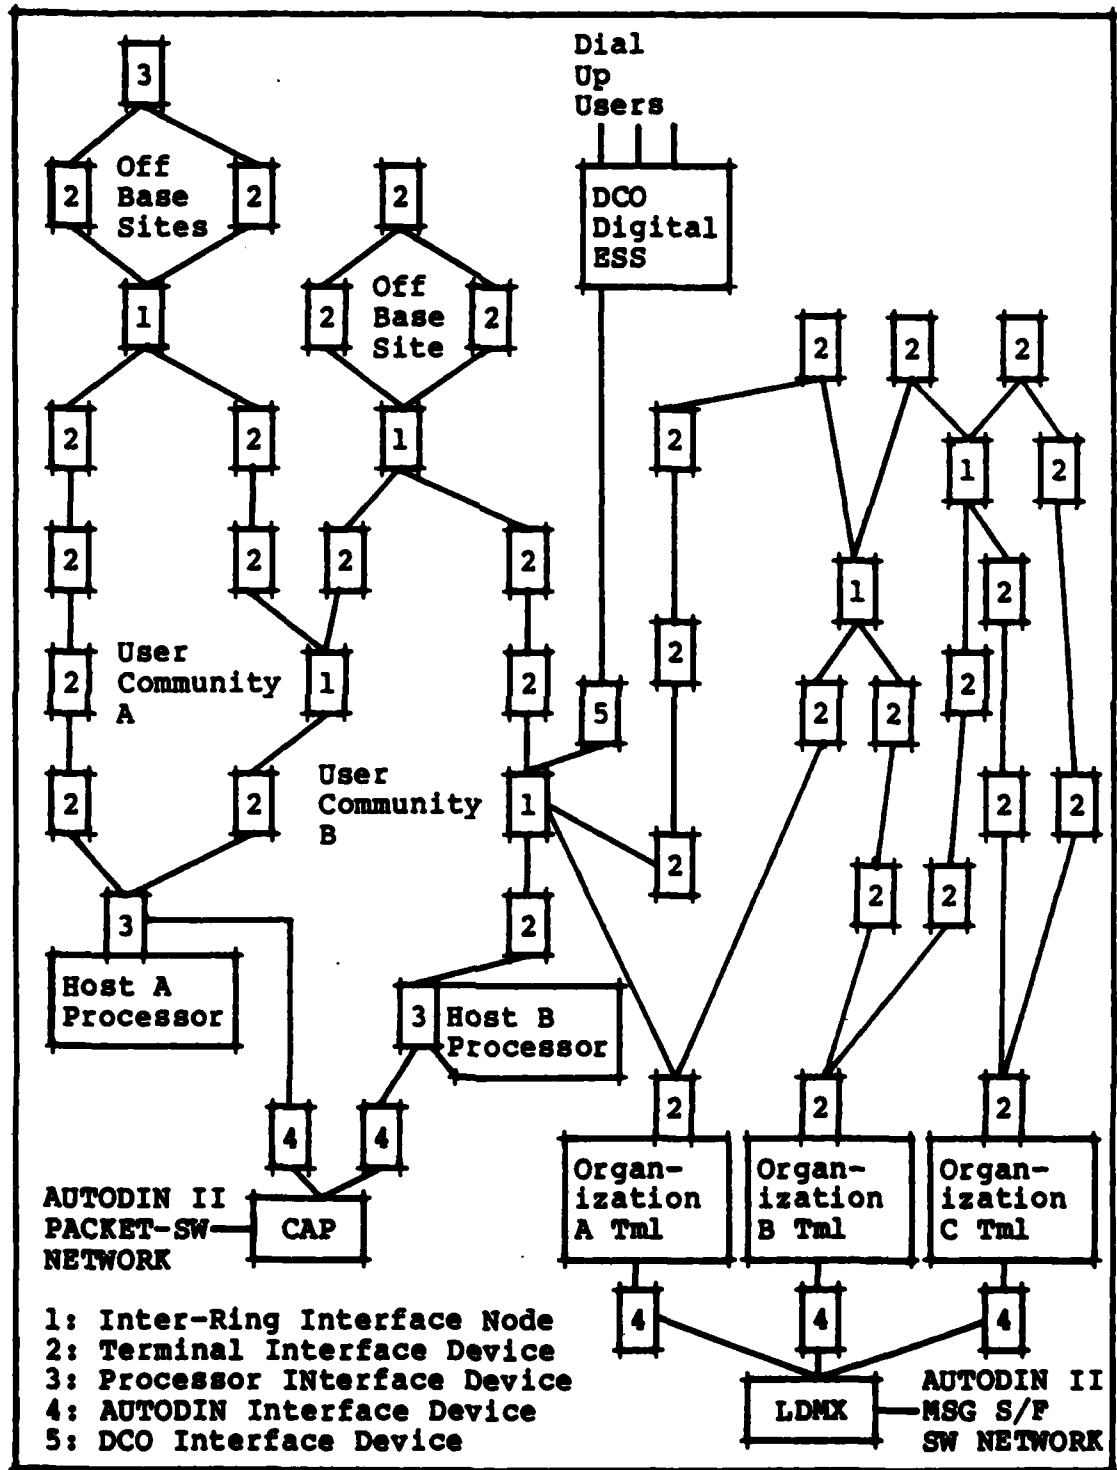 Dial
Up
Users
3
Off
Base
Sites
2
2
2
DCO
Digital
ESS
1
2
Off
Base
Site
2
2
2
2
2
2
1
2
1
2
2
2
2
2
1
2
2
User
Community
A
1
2
2
2
5
2
2
2
2
User
Community
B
1
2
2
2
2
2
2
3
2
Host A
Processor
3
Host B
Processor
2
2
2
4
4
Organ-
ization
A Tml
Organ-
ization
B Tml
Organ-
ization
C Tml
AUTODIN II
PACKET-SW
NETWORK
CAP
4
4
4
1: Inter-Ring Interface Node
2: Terminal Interface Device
3: Processor INterface Device
4: AUTODIN Interface Device
5: DCO Interface Device
LDMX
AUTODIN II
MSG S/F
SW NETWORK